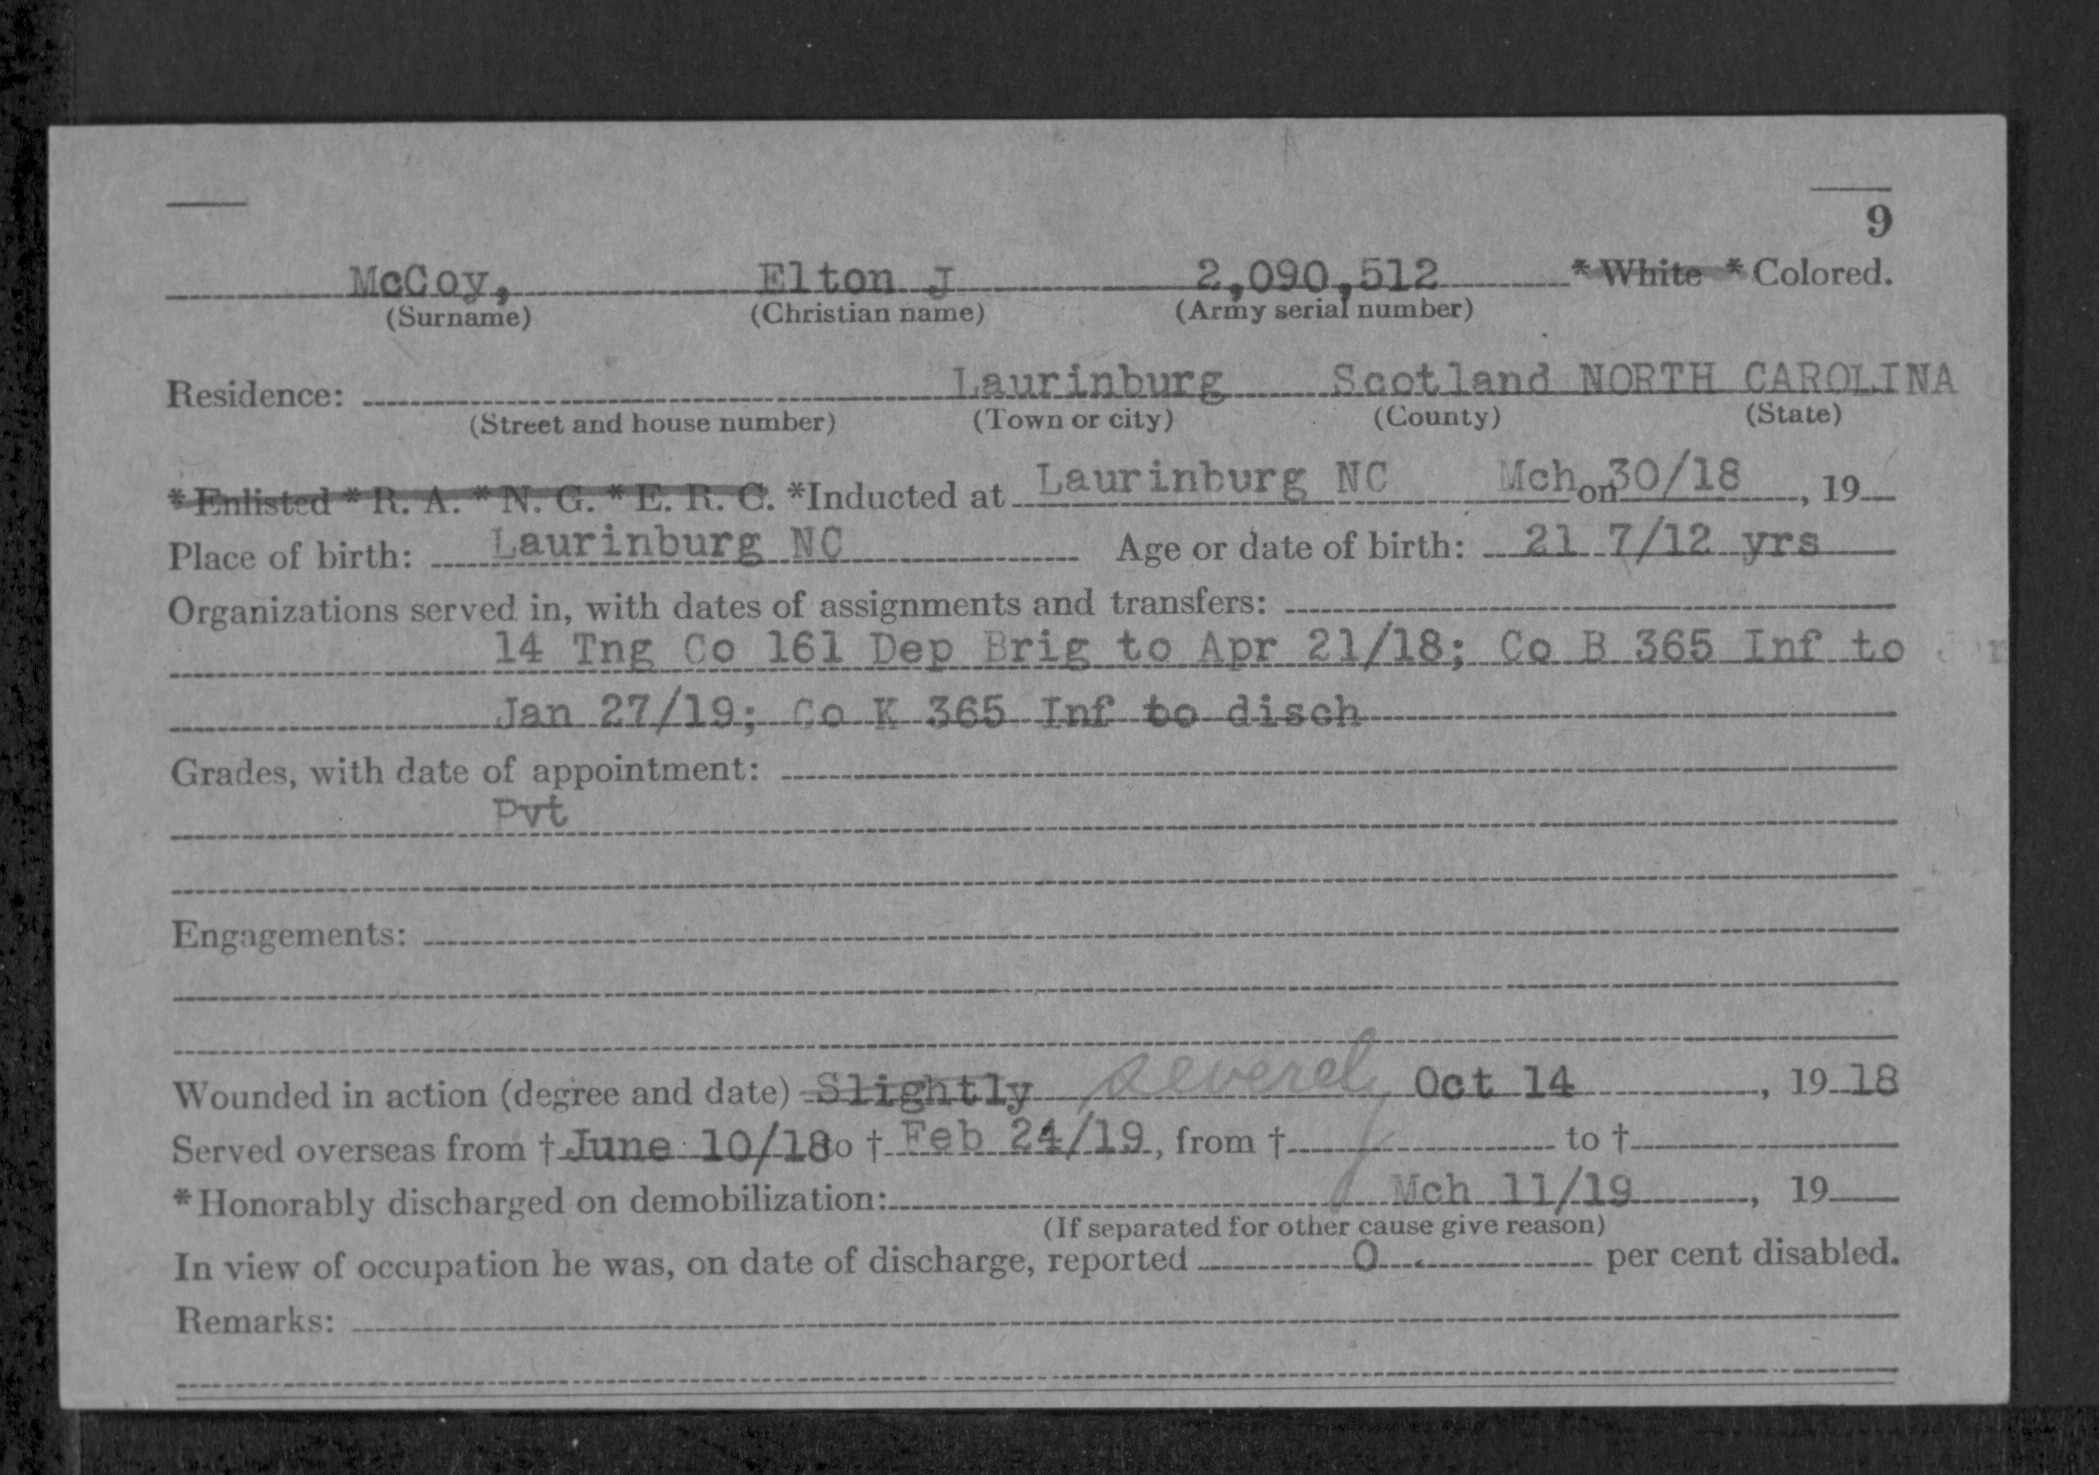 9
McCoy, Elton J 2,090,512 * White * Colored.
(Surname) (Christian name) (Army serial number)
Residence: Laurinburg Scotland NORTH CAROLINA
(Street and house number) (Town or city) (County) (State)
* Enlisted * R. A. * N. G. * E. R. C. *Inducted at Laurinburg NC Mch on 30/18, 19
Place of birth: Laurinburg NC Age or date of birth: 21 7/12 yrs
Organizations served in, with dates of assignments and transfers:
14 Tng Co 161 Dep Brig to Apr 21/18; Co B 365 Inf to
Jan 27/19; Co K 365 Inf to disch
Grades, with date of appointment:
Pvt
Engagements:
Wounded in action (degree and date) Slightly severely Oct 14, 19 18
Served overseas from † June 10/18 to † Feb 24/19, from † to †
* Honorably discharged on demobilization: Mch 11/19, 19
(If separated for other cause give reason)
In view of occupation he was, on date of discharge, reported 0 per cent disabled.
Remarks: